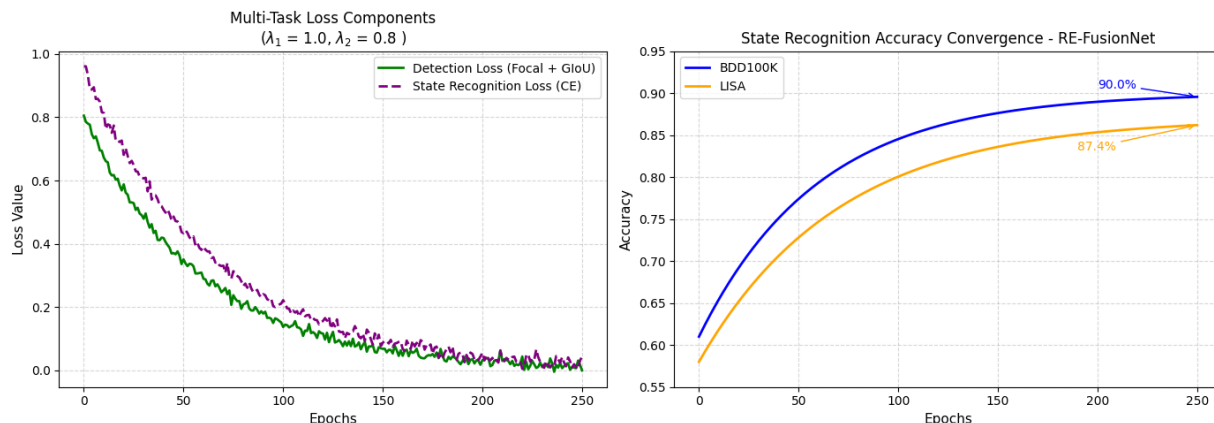 Multi-Task Loss Components
(λ₁ = 1.0, λ₂ = 0.8 )
Loss Value
1.0
0.8
0.6
0.4
0.2
0.0
Detection Loss (Focal + GIoU)
State Recognition Loss (CE)
0 50 100 150 200 250
Epochs
State Recognition Accuracy Convergence - RE-FusionNet
Accuracy
0.95
0.90
0.85
0.80
0.75
0.70
0.65
0.60
0.55
BDD100K
LISA
90.0%
87.4%
0 50 100 150 200 250
Epochs